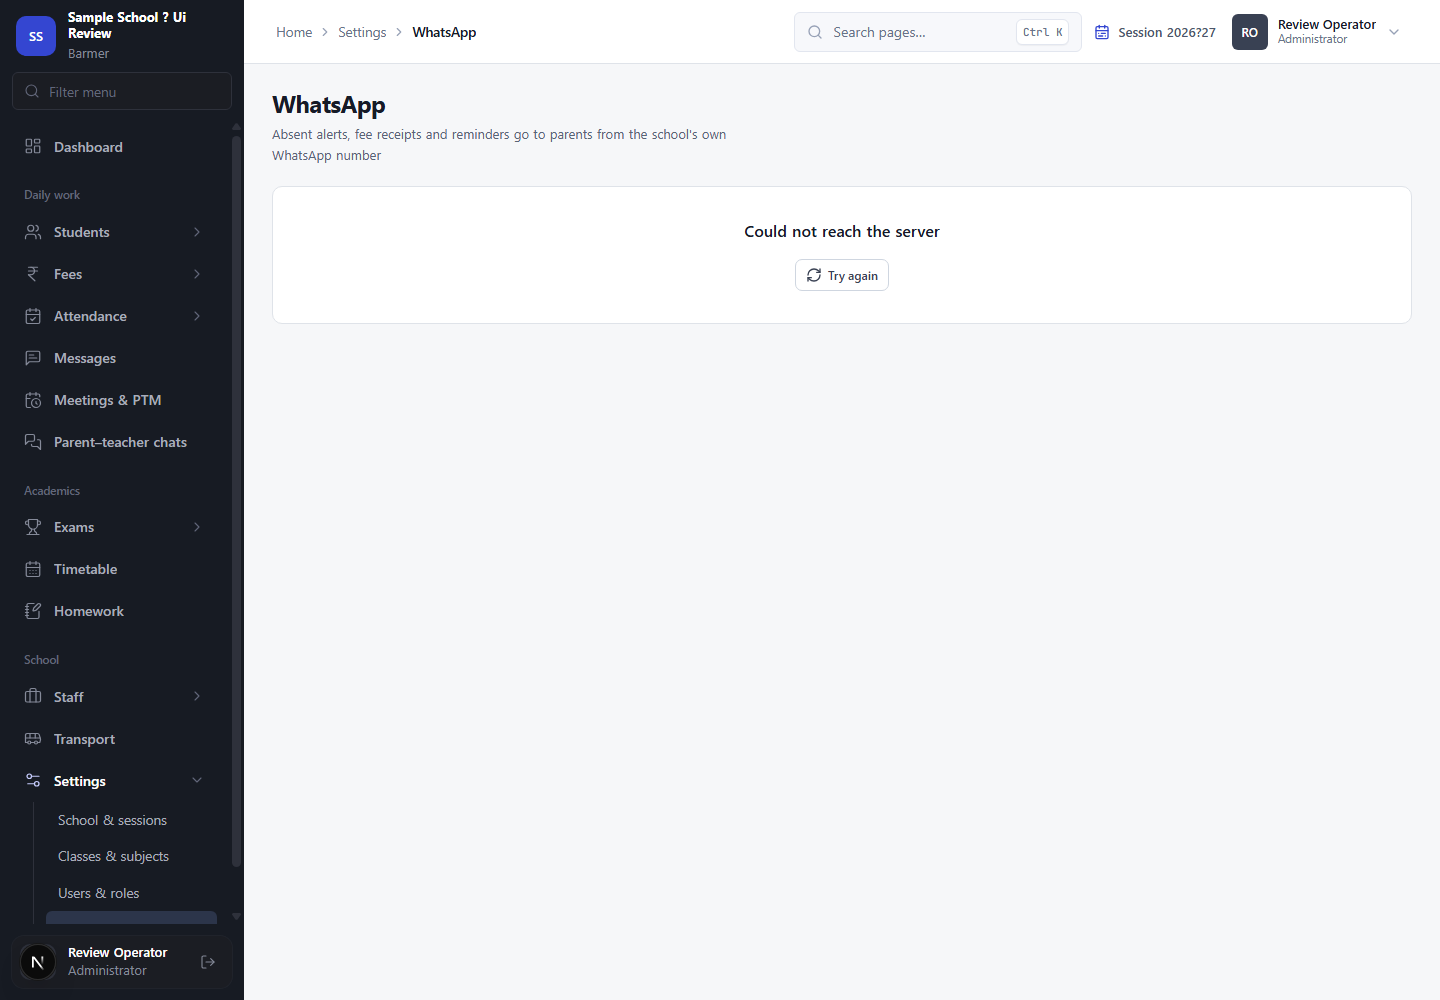 SS
Sample School ? Ui
Review
Barmer
Filter menu
Dashboard
Daily work
Students
Fees
Attendance
Messages
Meetings & PTM
Parent–teacher chats
Academics
Exams
Timetable
Homework
School
Staff
Transport
Settings
School & sessions
Classes & subjects
Users & roles
N
Review Operator
Administrator
Home > Settings > WhatsApp
Search pages...
Ctrl K
Session 2026?27
RO
Review Operator
Administrator
WhatsApp
Absent alerts, fee receipts and reminders go to parents from the school's own
WhatsApp number
Could not reach the server
Try again